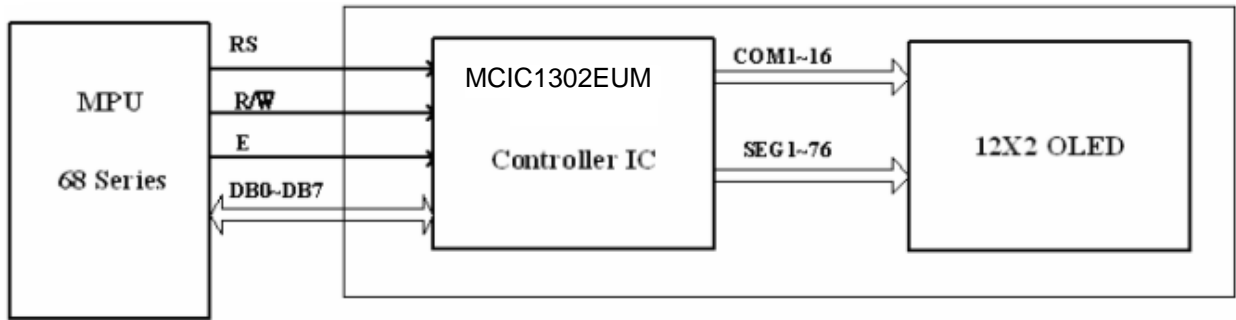 MPU
68 Series
RS
R/W
E
DB0~DB7
MCIC1302EUM
Controller IC
COM1~16
SEG1~76
12X2 OLED